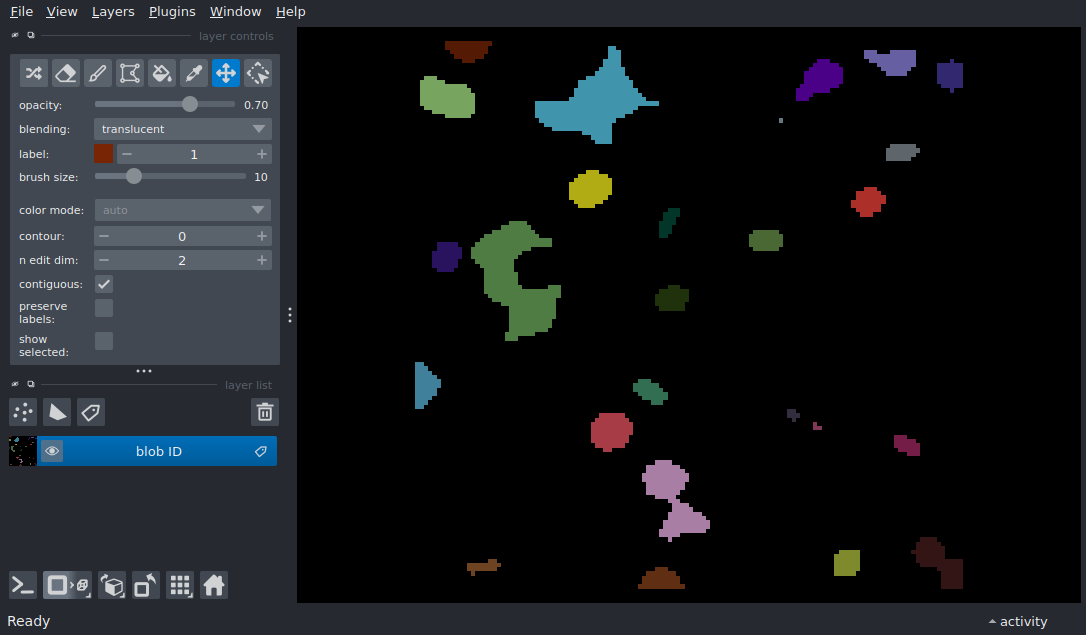 File View Layers Plugins Window Help
layer controls
opacity: 0.70
blending: translucent
label: 1
brush size: 10
color mode: auto
contour: 0
n edit dim: 2
contiguous:
preserve
labels:
show
selected:
layer list
blob ID
Ready
activity